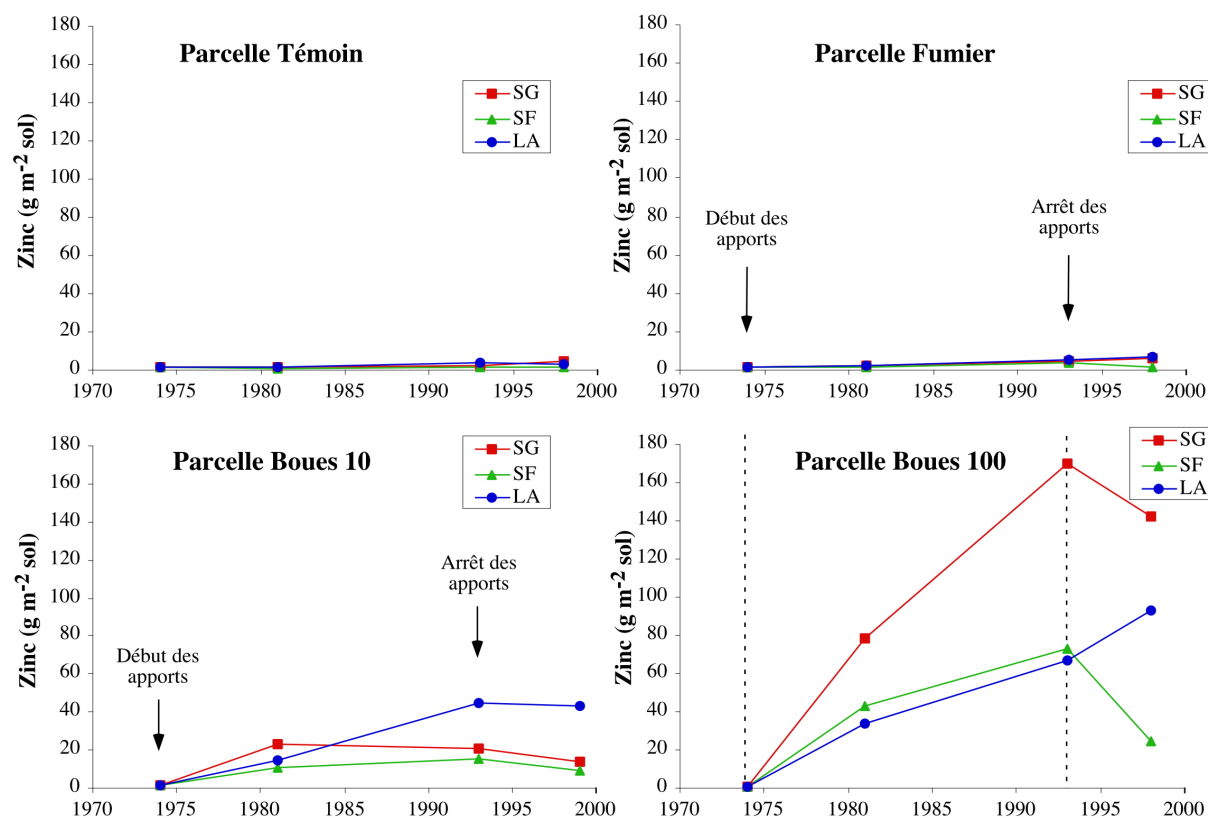 Parcelle Témoin
Zinc (g m-2 sol)
180
160
140
120
100
80
60
40
20
0
1970
1975
1980
1985
1990
1995
2000
SG
SF
LA
Parcelle Fumier
Zinc (g m-2 sol)
180
160
140
120
100
80
60
40
20
0
1970
1975
1980
1985
1990
1995
2000
SG
SF
LA
Début des
apports
Arrêt des
apports
Parcelle Boues 10
Zinc (g m-2 sol)
180
160
140
120
100
80
60
40
20
0
1970
1975
1980
1985
1990
1995
2000
SG
SF
LA
Début des
apports
Arrêt des
apports
Parcelle Boues 100
Zinc (g m-2 sol)
180
160
140
120
100
80
60
40
20
0
1970
1975
1980
1985
1990
1995
2000
SG
SF
LA